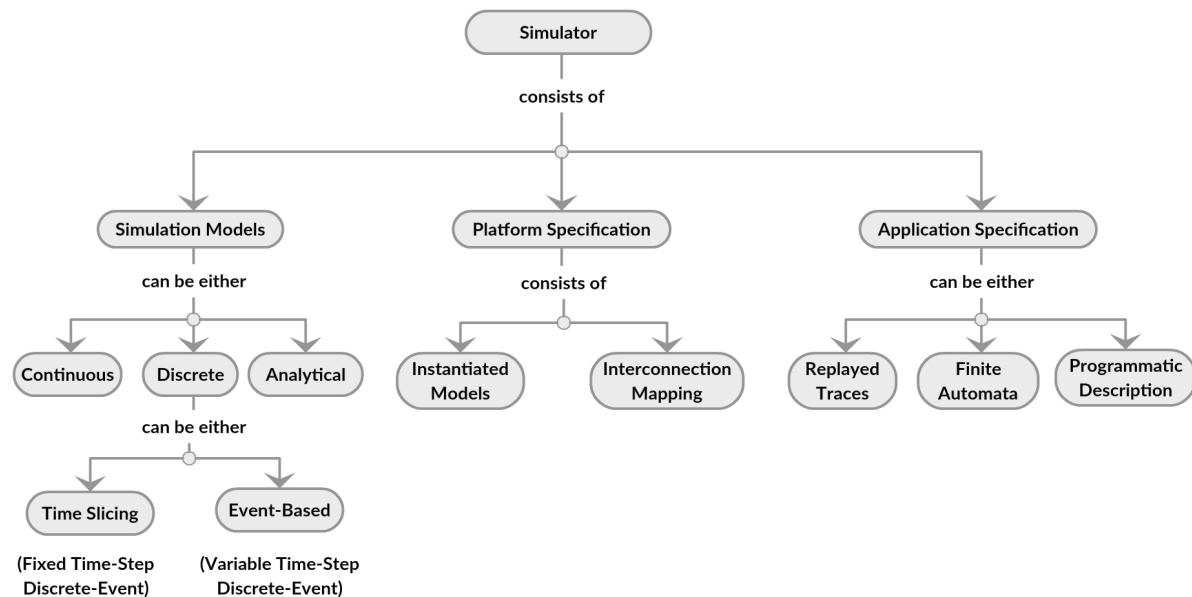 Simulator
consists of
Simulation Models
Platform Specification
Application Specification
can be either
consists of
can be either
Continuous
Discrete
Analytical
Instantiated
Models
Interconnection
Mapping
Replayed
Traces
Finite
Automata
Programmatic
Description
can be either
Time Slicing
Event-Based
(Fixed Time-Step
Discrete-Event)
(Variable Time-Step
Discrete-Event)